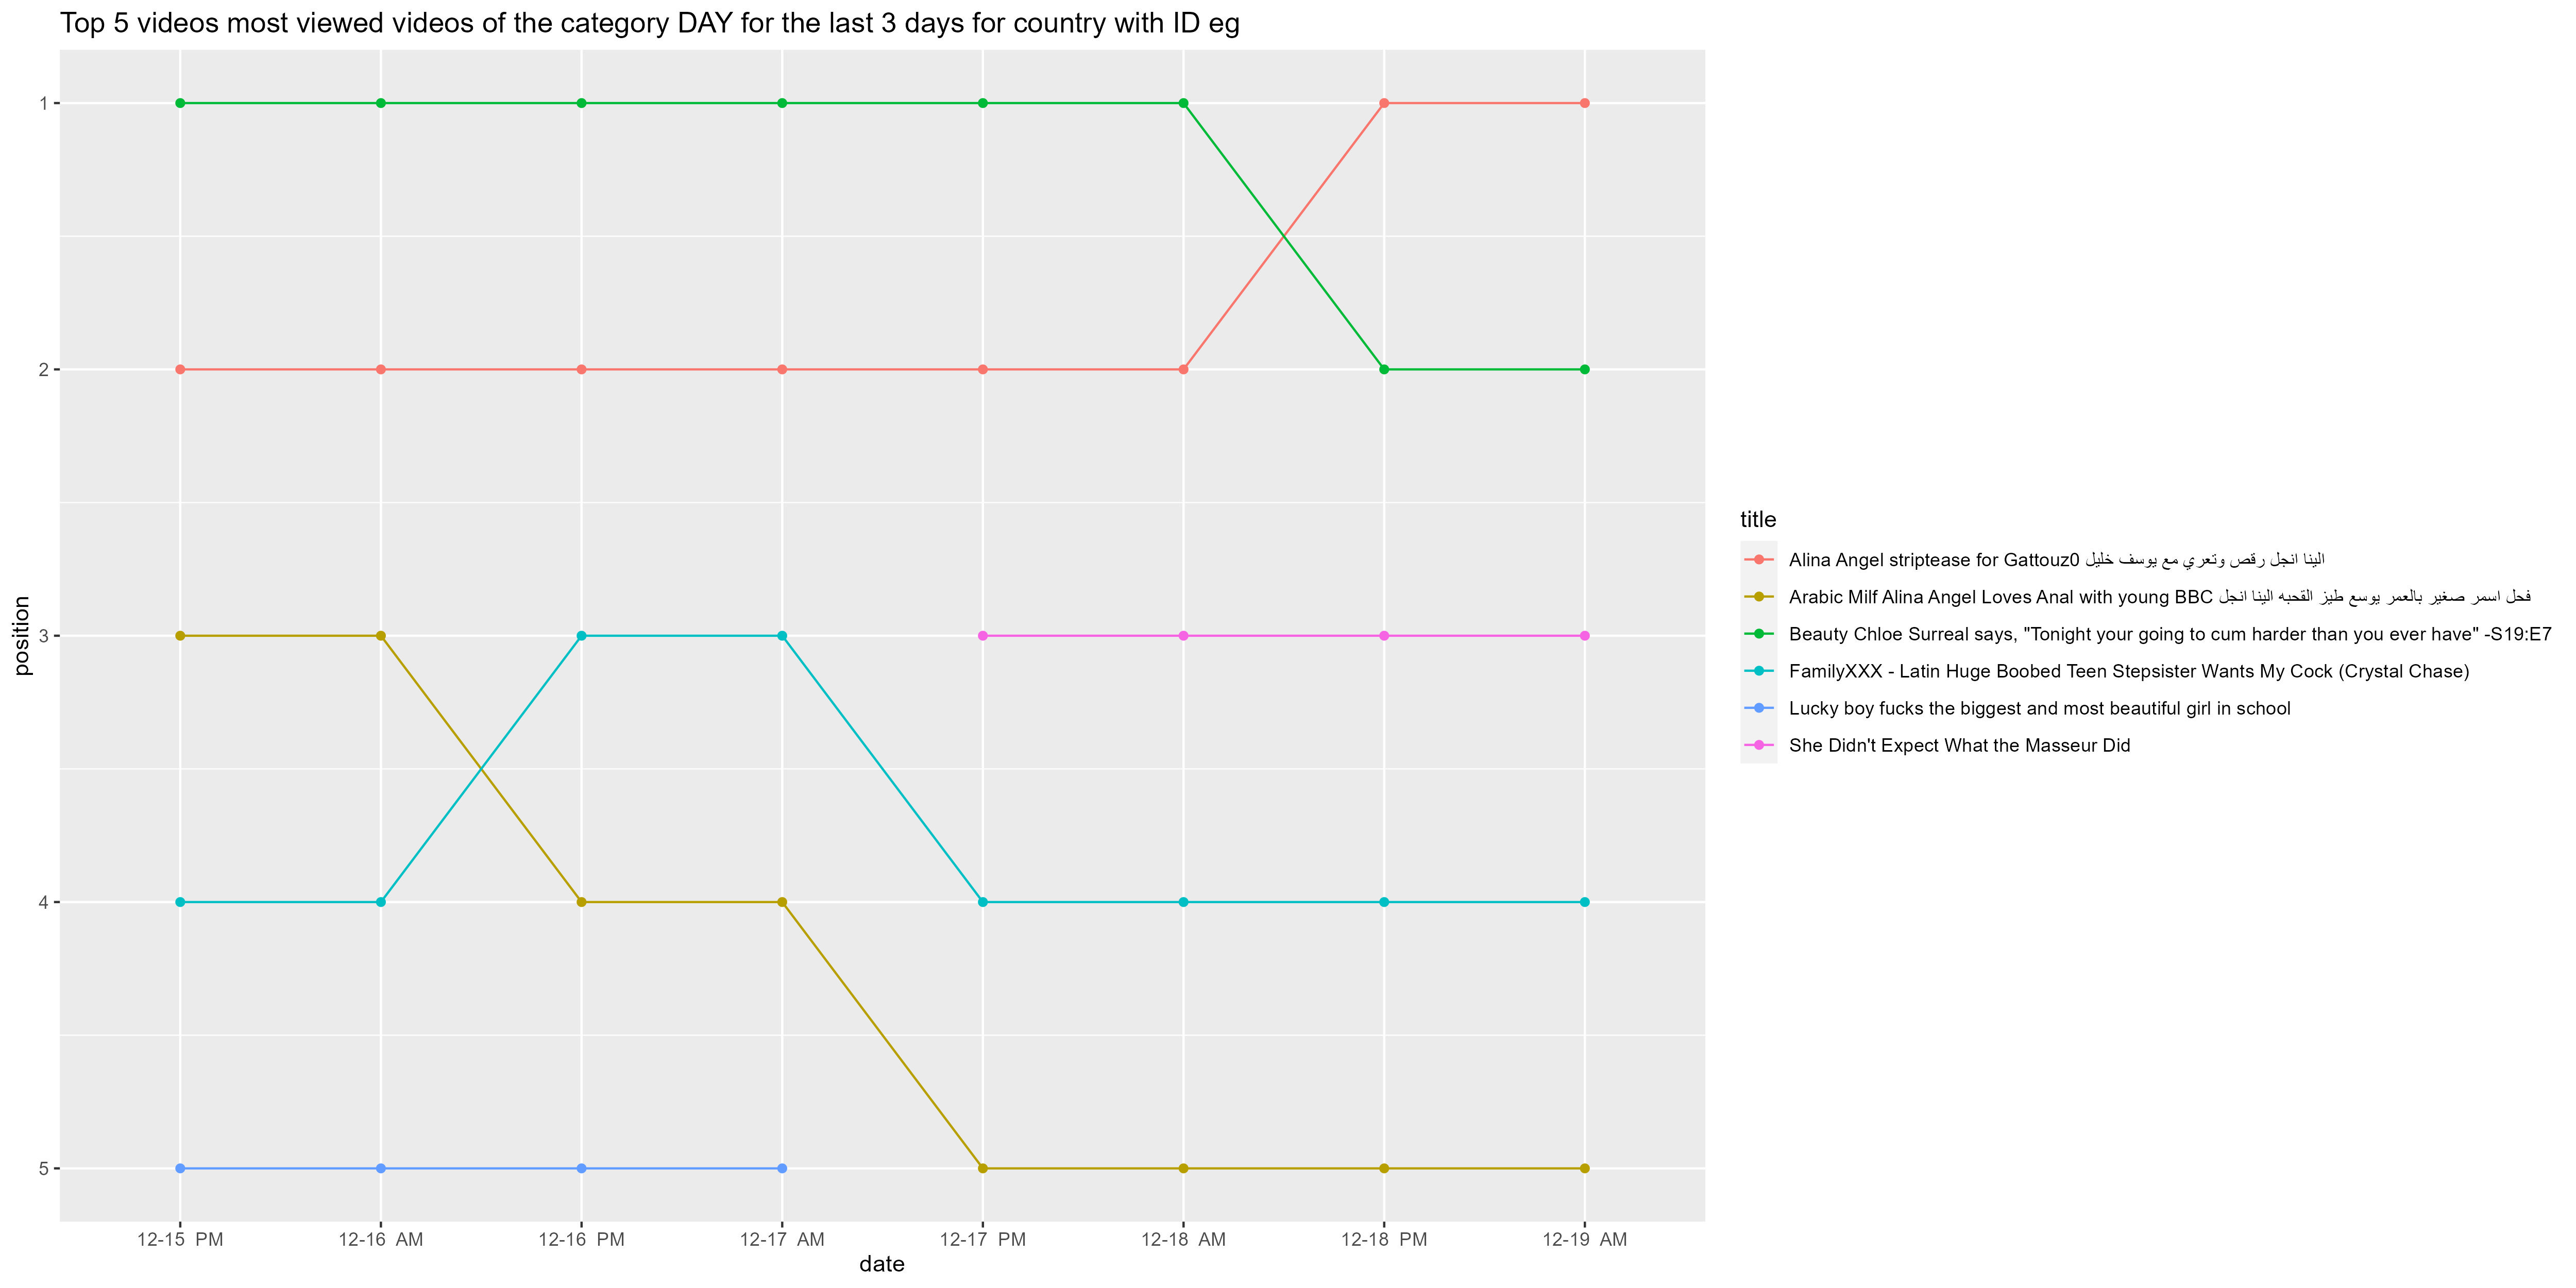 Top 5 videos most viewed videos of the category DAY for the last 3 days for country with ID eg
position
1
2
3
4
5
12-15 PM
12-16 AM
12-16 PM
12-17 AM
12-17 PM
12-18 AM
12-18 PM
12-19 AM
date
title
Alina Angel striptease for Gattouz0 الينا انجل رقص وتعري مع يوسف خليل
Arabic Milf Alina Angel Loves Anal with young BBC فحل اسمر صغير بالعمر يوسع طيز القحبه الينا انجل
Beauty Chloe Surreal says, "Tonight your going to cum harder than you ever have" -S19:E7
FamilyXXX - Latin Huge Boobed Teen Stepsister Wants My Cock (Crystal Chase)
Lucky boy fucks the biggest and most beautiful girl in school
She Didn't Expect What the Masseur Did